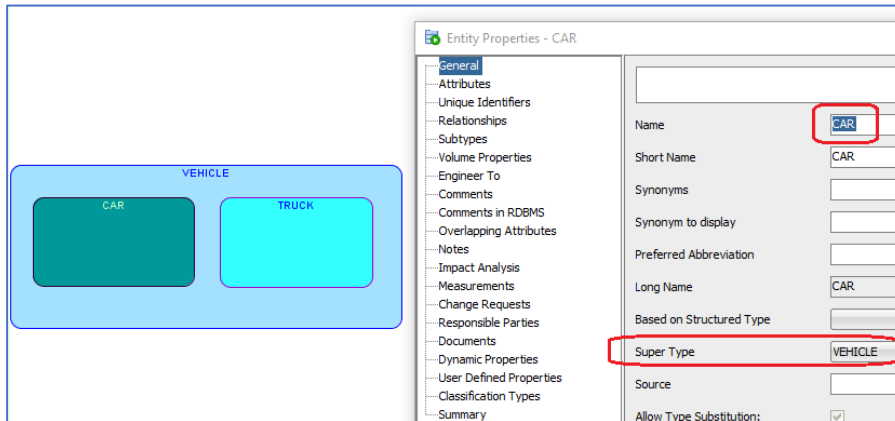 VEHICLE
CAR
TRUCK
Entity Properties - CAR
General
Attributes
Unique Identifiers
Relationships
Subtypes
Volume Properties
Engineer To
Comments
Comments in RDBMS
Overlapping Attributes
Notes
Impact Analysis
Measurements
Change Requests
Responsible Parties
Documents
Dynamic Properties
User Defined Properties
Classification Types
Summary
Name CAR
Short Name CAR
Synonyms
Synonym to display
Preferred Abbreviation
Long Name CAR
Based on Structured Type
Super Type VEHICLE
Source
Allow Type Substitution: